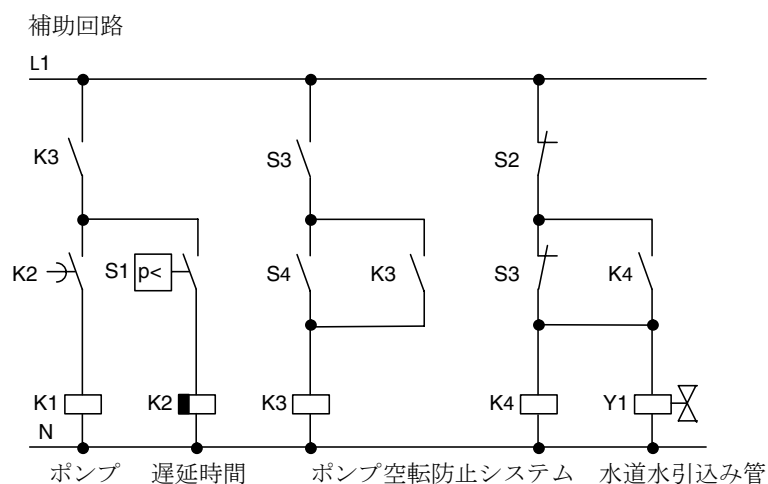 補助回路
L1
K3 S3 S2
K2 S1 p< S4 K3 S3 K4
K1 K2 K3 K4 Y1
N
ポンプ 遅延時間 ポンプ空転防止システム 水道水引込み管